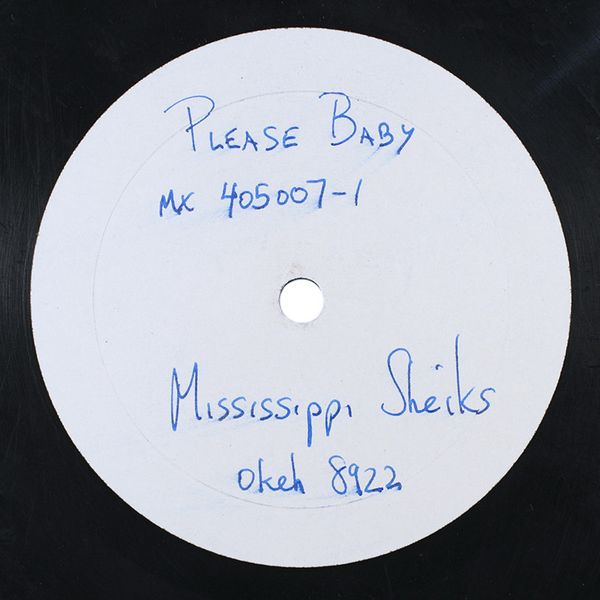 PLEASE BABY
MX 405007-1
Mississippi Sheiks
Okeh 8922